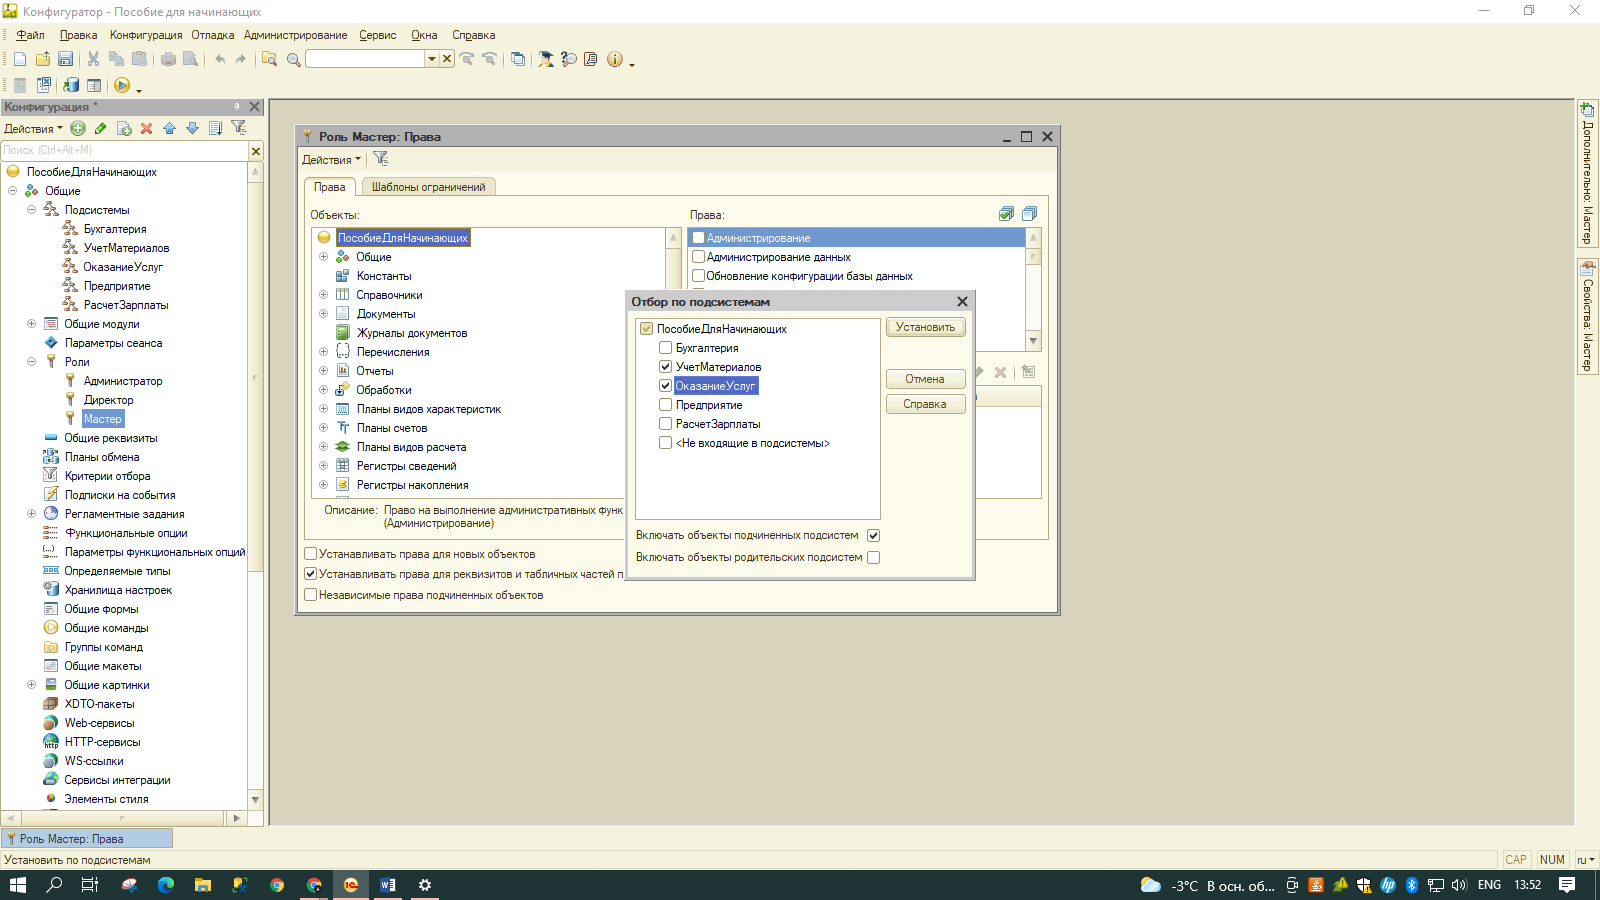 Конфигуратор - Пособие для начинающих
Файл Правка Конфигурация Отладка Администрирование Сервис Окна Справка
Конфигурация *
Действия
Поиск (Ctrl+Alt+M)
ПособиеДляНачинающих
Общие
Подсистемы
Бухгалтерия
УчетМатериалов
ОказаниеУслуг
Предприятие
РасчетЗарплаты
Общие модули
Параметры сеанса
Роли
Администратор
Директор
Мастер
Общие реквизиты
Планы обмена
Критерии отбора
Подписки на события
Регламентные задания
Функциональные опции
Параметры функциональных опций
Определяемые типы
Хранилища настроек
Общие формы
Общие команды
Группы команд
Общие макеты
Общие картинки
XDTO-пакеты
Web-сервисы
HTTP-сервисы
WS-ссылки
Сервисы интеграции
Элементы стиля
Роль Мастер: Права
Действия
Права Шаблоны ограничений
Объекты:
ПособиеДляНачинающих
Общие
Константы
Справочники
Документы
Журналы документов
Перечисления
Отчеты
Обработки
Планы видов характеристик
Планы счетов
Планы видов расчета
Регистры сведений
Регистры накопления
Права:
Администрирование
Администрирование данных
Обновление конфигурации базы данных
Описание: Право на выполнение административных функ
(Администрирование)
Устанавливать права для новых объектов
Устанавливать права для реквизитов и табличных частей п
Независимые права подчиненных объектов
Отбор по подсистемам
ПособиеДляНачинающих
Бухгалтерия
УчетМатериалов
ОказаниеУслуг
Предприятие
РасчетЗарплаты
<Не входящие в подсистемы>
Установить
Отмена
Справка
Включать объекты подчиненных подсистем
Включать объекты родительских подсистем
Дополнительно: Мастер
Свойства: Мастер
Роль Мастер: Права
Установить по подсистемам
CAP NUM ru
-3°C В осн. об... ENG 13:52